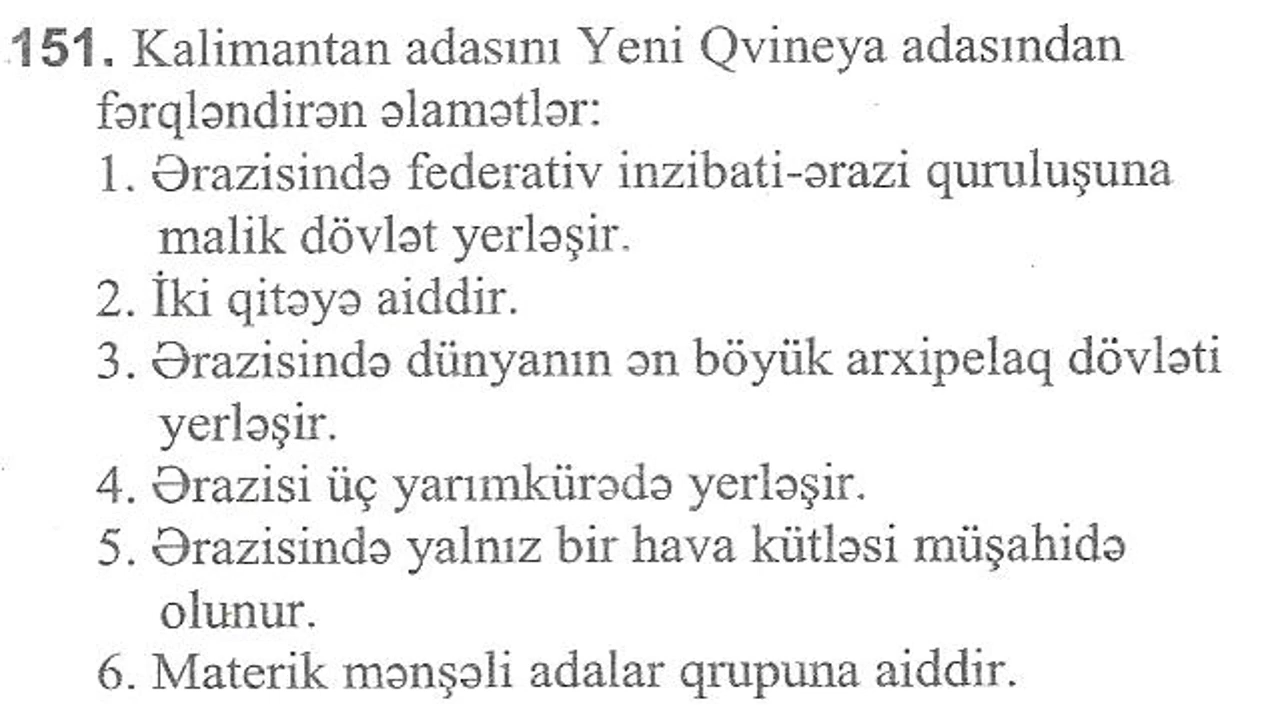 151. Kalimantan adasını Yeni Qvineya adasından
fərqləndirən əlamətlər:
1. Ərazisində federativ inzibati-ərazi quruluşuna
malik dövlət yerləşir.
2. İki qitəyə aiddir.
3. Ərazisində dünyanın ən böyük arxipelaq dövləti
yerləşir.
4. Ərazisi üç yarımkürədə yerləşir.
5. Ərazisində yalnız bir hava kütləsi müşahidə
olunur.
6. Materik mənşəli adalar qrupuna aiddir.